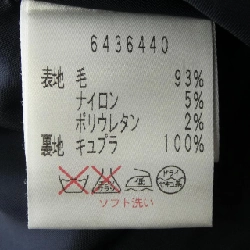 6436440
表地 毛 93%
ナイロン 5%
ポリウレタン 2%
裏地 キュプラ 100%
ソフト洗い